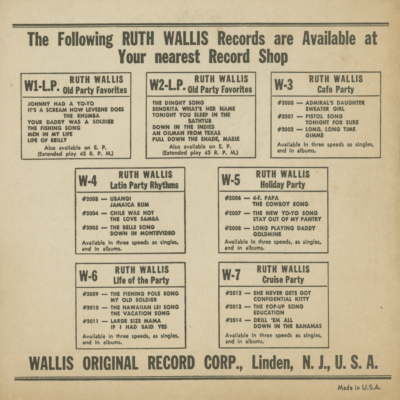 The Following RUTH WALLIS Records are Available at
Your nearest Record Shop
W1-L.P. RUTH WALLIS
Old Party Favorites
JOHNNY HAD A YO-YO
IT'S A SCREAM HOW LEVEENE DOES
THE RHUMBA
YOUR DADDY WAS A SOLDIER
THE FISHING SONG
MEN IN MY LIFE
LIFE OF REILLY
Also available on E. P.
(Extended play 45 R. P. M.)
W2-L.P. RUTH WALLIS
Old Party Favorites
THE DINGHY SONG
SENORITA WHAT'S HER NAME
TONIGHT YOU SLEEP IN THE
BATHTUB
DOWN IN THE INDIES
AN OILMAN FROM TEXAS
PULL DOWN THE SHADE, MARIE
Also available on E. P.
(Extended play 45 R. P. M.)
W-3 RUTH WALLIS
Cafe Party
#2000 — ADMIRAL'S DAUGHTER
SWEATER GIRL
#2001 — PISTOL SONG
TONIGHT FOR SURE
#2002 — LONG, LONG TIME
GIMME
Available in three speeds as singles,
and in albums.
W-4 RUTH WALLIS
Latin Party Rhythms
#2003 — UBANGI
JAMAICA RUM
#2004 — CHILE WAS HOT
THE LOVE SAMBA
#2005 — THE BELLS SONG
DOWN IN MONTEVIDEO
Available in three speeds as singles,
and in albums.
W-5 RUTH WALLIS
Holiday Party
#2006 — 4-F. PAPA
THE COWBOY SONG
#2007 — THE NEW YO-YO SONG
STAY OUT OF MY PANTRY
#2008 — LONG PLAYING DADDY
GOLDMINE
Available in three speeds as singles,
and in albums.
W-6 RUTH WALLIS
Life of the Party
#2009 — THE FISHING POLE SONG
MY OLD SOLDIER
#2010 — THE HAWAIIAN LEI SONG
THE VACATION SONG
#2011 — LARGE SIZE MAMA
IF I HAD SAID YES
Available in three speeds as singles,
and in albums.
W-7 RUTH WALLIS
Cruise Party
#2012 — SHE NEVER GETS GOT
CONFIDENTIAL KITTY
#2013 — THE POP-UP SONG
EDUCATION
#2014 — DRILL 'EM ALL
DOWN IN THE BAHAMAS
Available in three speeds as singles,
and in albums.
WALLIS ORIGINAL RECORD CORP., Linden, N. J., U. S. A.
Made in U.S.A.